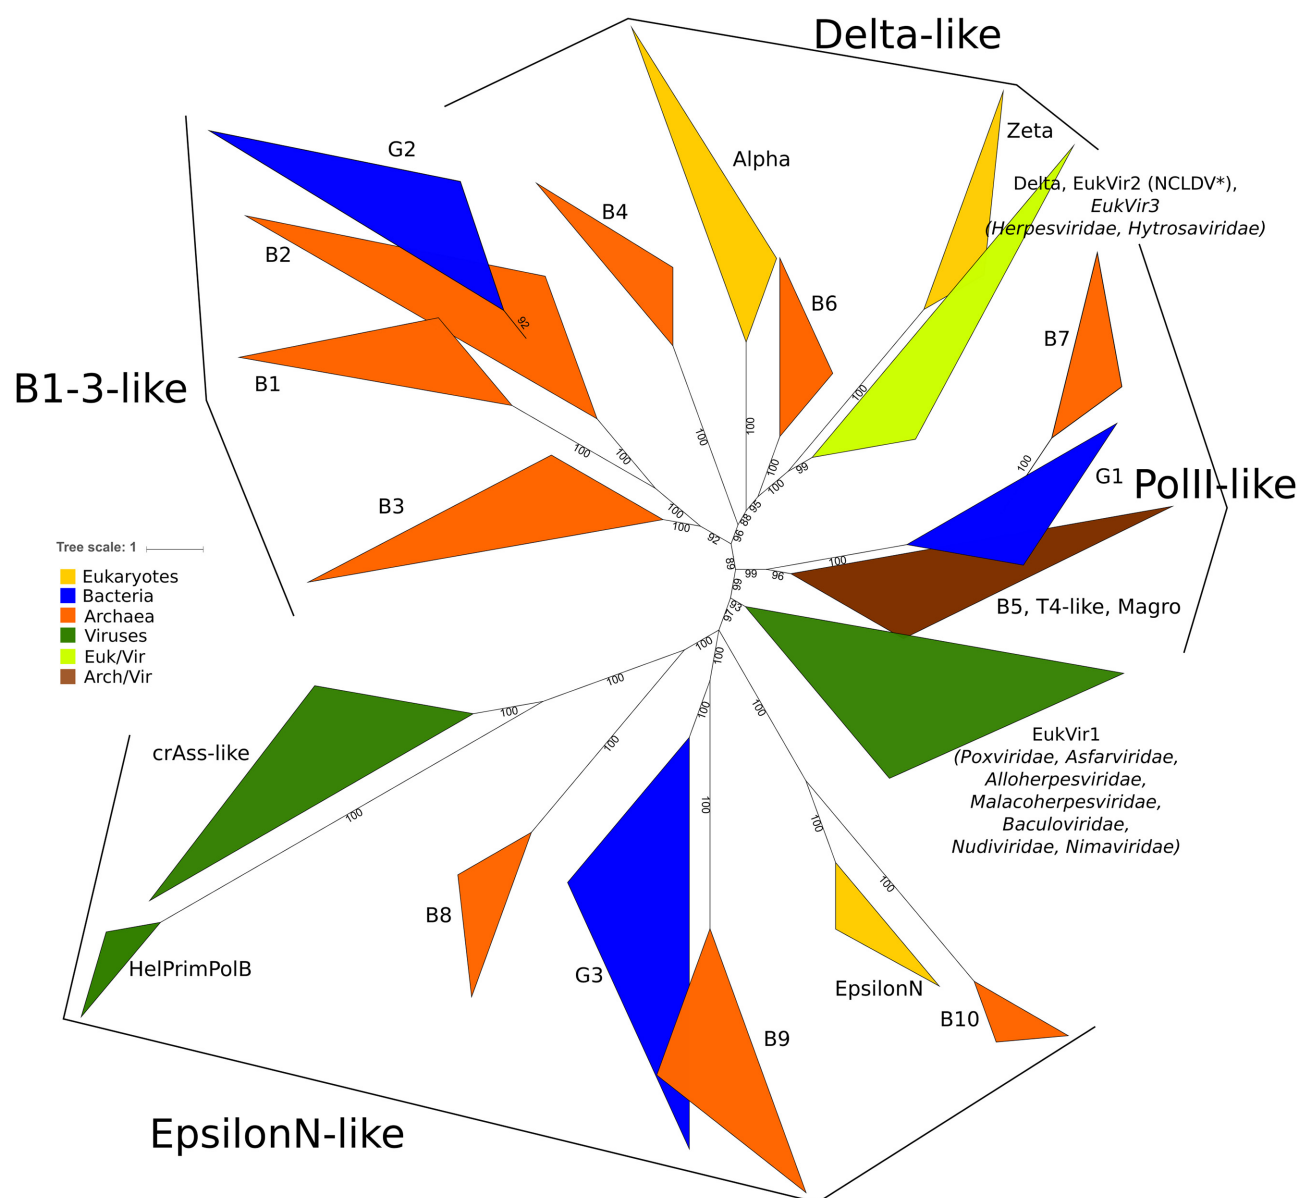 Delta-like
Zeta
G2
Alpha
Delta, EukVir2 (NCLDV*),
EukVir3
(Herpesviridae, Hytrosaviridae)
B4
B2
B6
92
B7
B1
B1-3-like
100
100
100
100
100
100
99
100
G1
PolII-like
B3
100
100
95
88
100
92
96
Tree scale: 1
89
99
96
100
Eukaryotes
Bacteria
Archaea
Viruses
Euk/Vir
Arch/Vir
99
93
97
B5, T4-like, Magro
100
100
100
100
100
100
100
EukVir1
(Poxviridae, Asfarviridae,
Alloherpesviridae,
Malacoherpesviridae,
Baculoviridae,
Nudiviridae, Nimaviridae)
crAss-like
100
100
100
100
B8
HelPrimPolB
G3
EpsilonN
B10
B9
EpsilonN-like